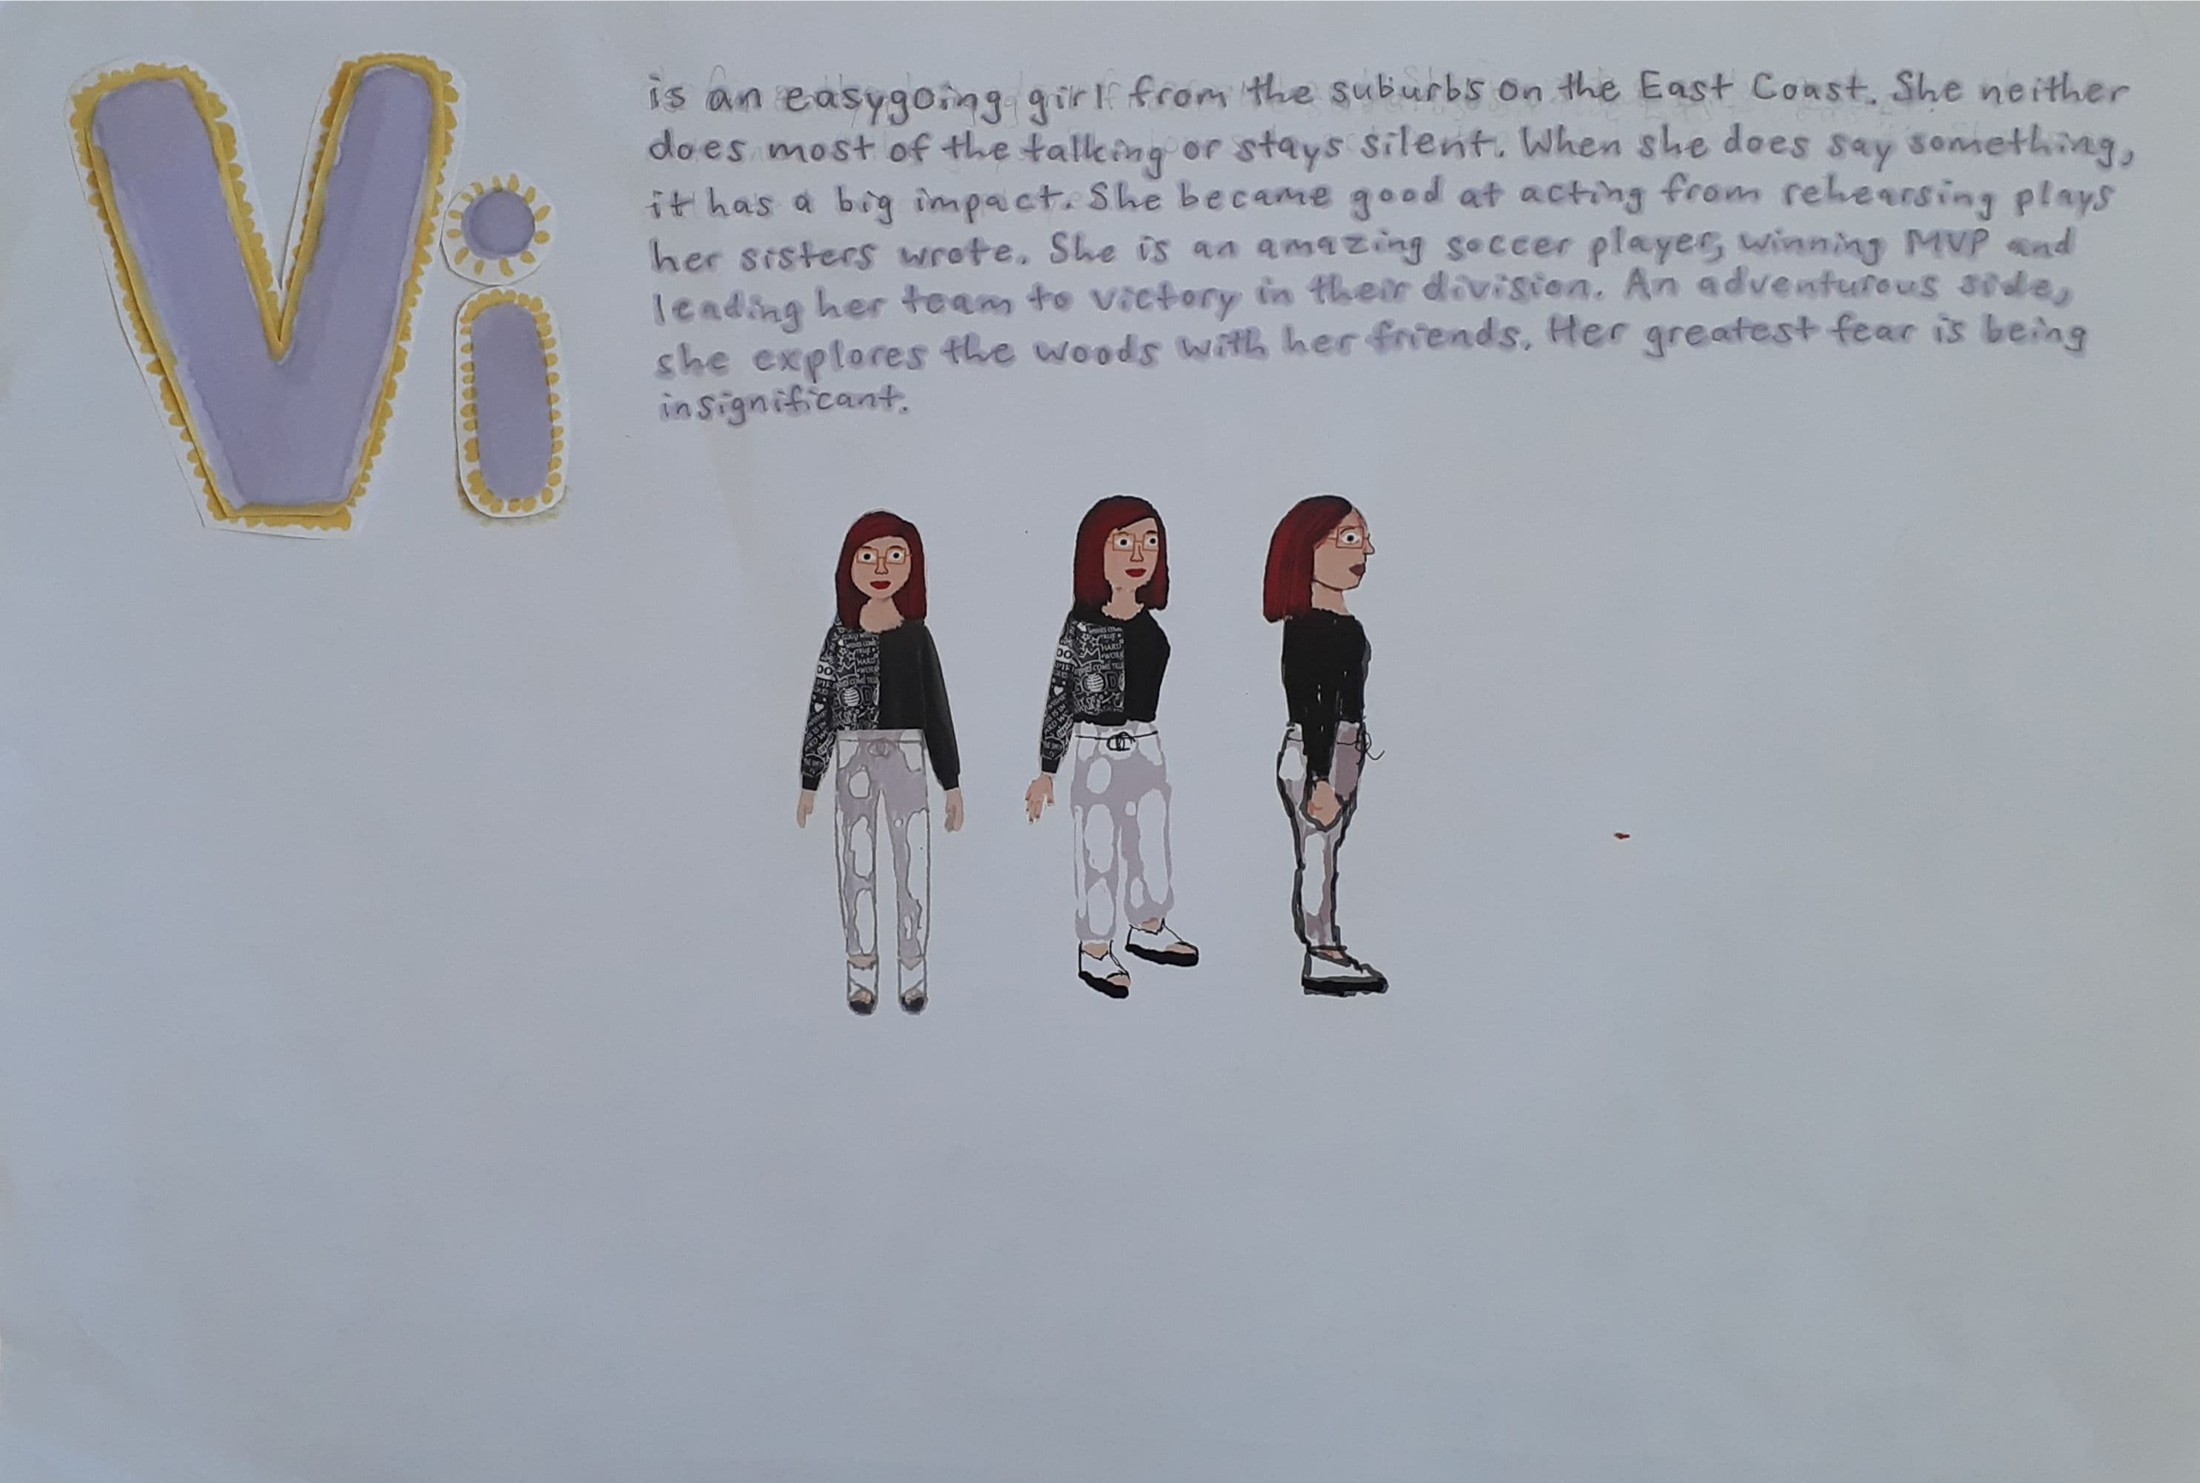 Vi
is an easygoing girl from the suburbs on the East Coast. She neither
does most of the talking or stays silent. When she does say something,
it has a big impact. She became good at acting from rehearsing plays
her sisters wrote. She is an amazing soccer player, winning MVP and
leading her team to victory in their division. An adventurous side,
she explores the woods with her friends. Her greatest fear is being
insignificant.